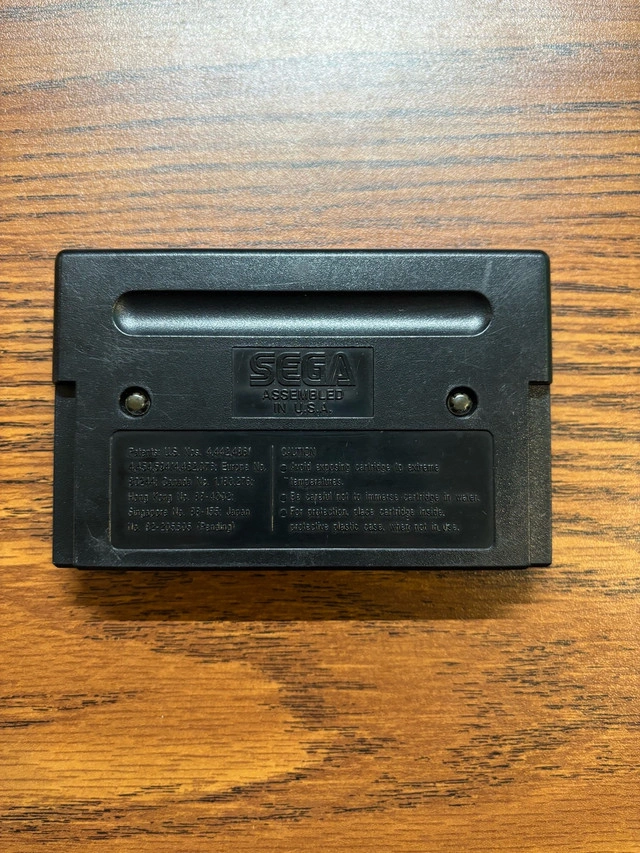 SEGA
ASSEMBLED
IN U.S.A.
Patents: U.S. Nos. 4,442,486/
4,454,594/4,462,076; Europe No.
80244; Canada No. 1,183,276;
Hong Kong No. 88-4302;
Singapore No. 88-155; Japan
No. 82-205605 (Pending)
CAUTION
Avoid exposing cartridge to extreme
temperatures.
Be careful not to immerse cartridge in water.
For protection, place cartridge inside
protective plastic case, when not in use.